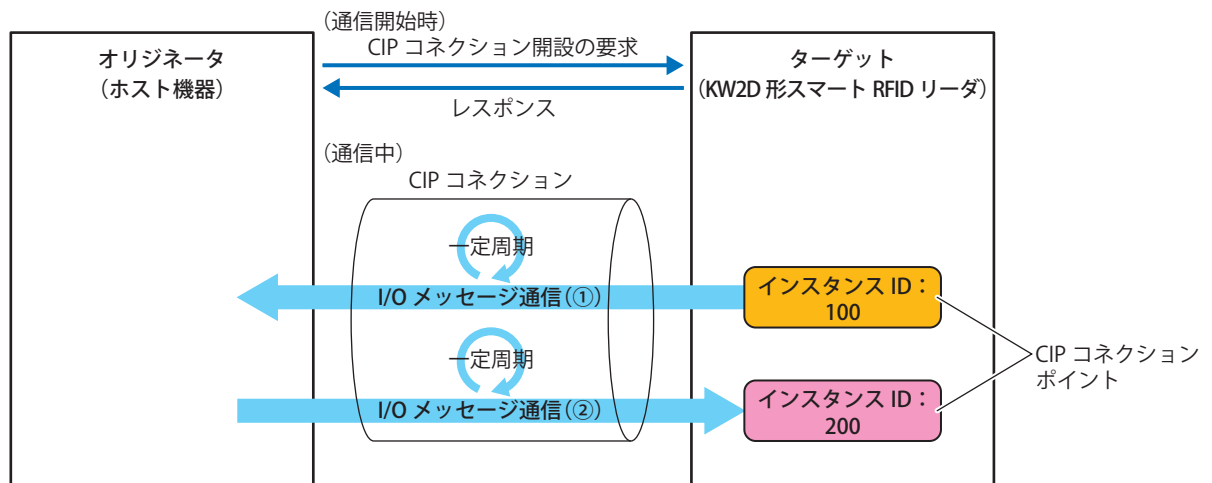 (通信開始時)
CIP コネクション開設の要求
オリジネータ
(ホスト機器)
ターゲット
(KW2D 形スマート RFID リーダ)
レスポンス
(通信中)
CIP コネクション
一定周期
I/O メッセージ通信(①)
インスタンス ID:
100
一定周期
CIP コネクション
ポイント
I/O メッセージ通信(②)
インスタンス ID:
200